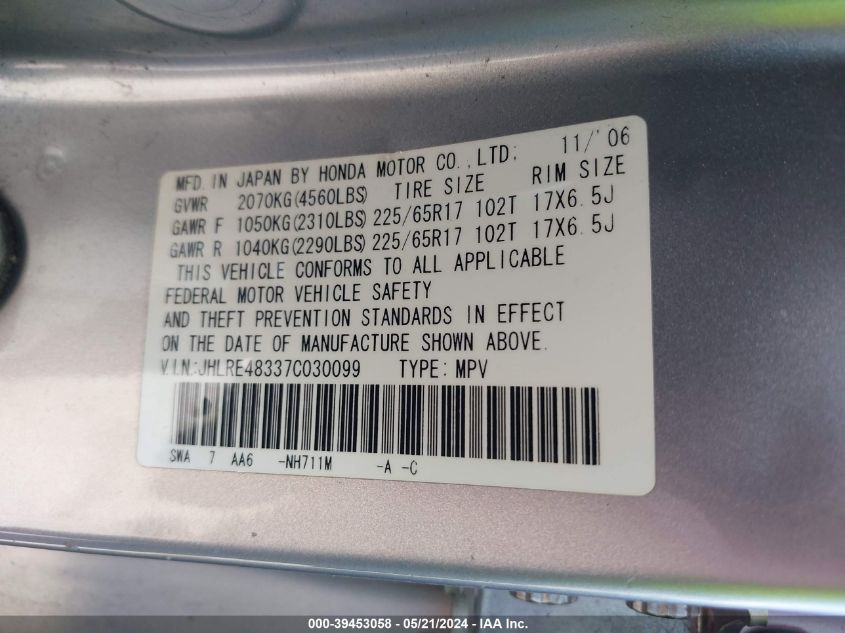 MFD. IN JAPAN BY HONDA MOTOR CO.,LTD; 11/'06
GVWR 2070KG(4560LBS) TIRE SIZE RIM SIZE
GAWR F 1050KG(2310LBS) 225/65R17 102T 17X6.5J
GAWR R 1040KG(2290LBS) 225/65R17 102T 17X6.5J
THIS VEHICLE CONFORMS TO ALL APPLICABLE
FEDERAL MOTOR VEHICLE SAFETY
AND THEFT PREVENTION STANDARDS IN EFFECT
ON THE DATE OF MANUFACTURE SHOWN ABOVE.
V.I.N.:JHLRE48337C030099 TYPE: MPV
SWA 7 AA6 -NH711M -A -C
000-39453058 - 05/21/2024 - IAA Inc.